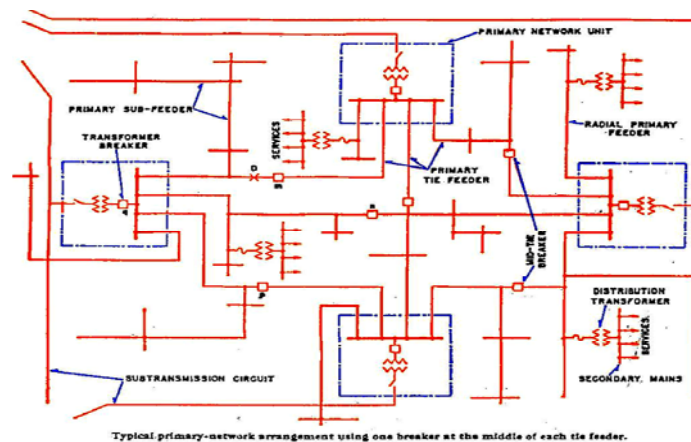 PRIMARY NETWORK UNIT
PRIMARY SUB-FEEDER
TRANSFORMER
BREAKER
SERVICES
RADIAL PRIMARY
FEEDER
D
B
PRIMARY
TIE FEEDER
A
MID-TIE
BREAKER
P
DISTRIBUTION
TRANSFORMER
SERVICES
SUBTRANSMISSION CIRCUIT
SECONDARY MAINS
Typical primary-network arrangement using one breaker at the middle of each tie feeder.